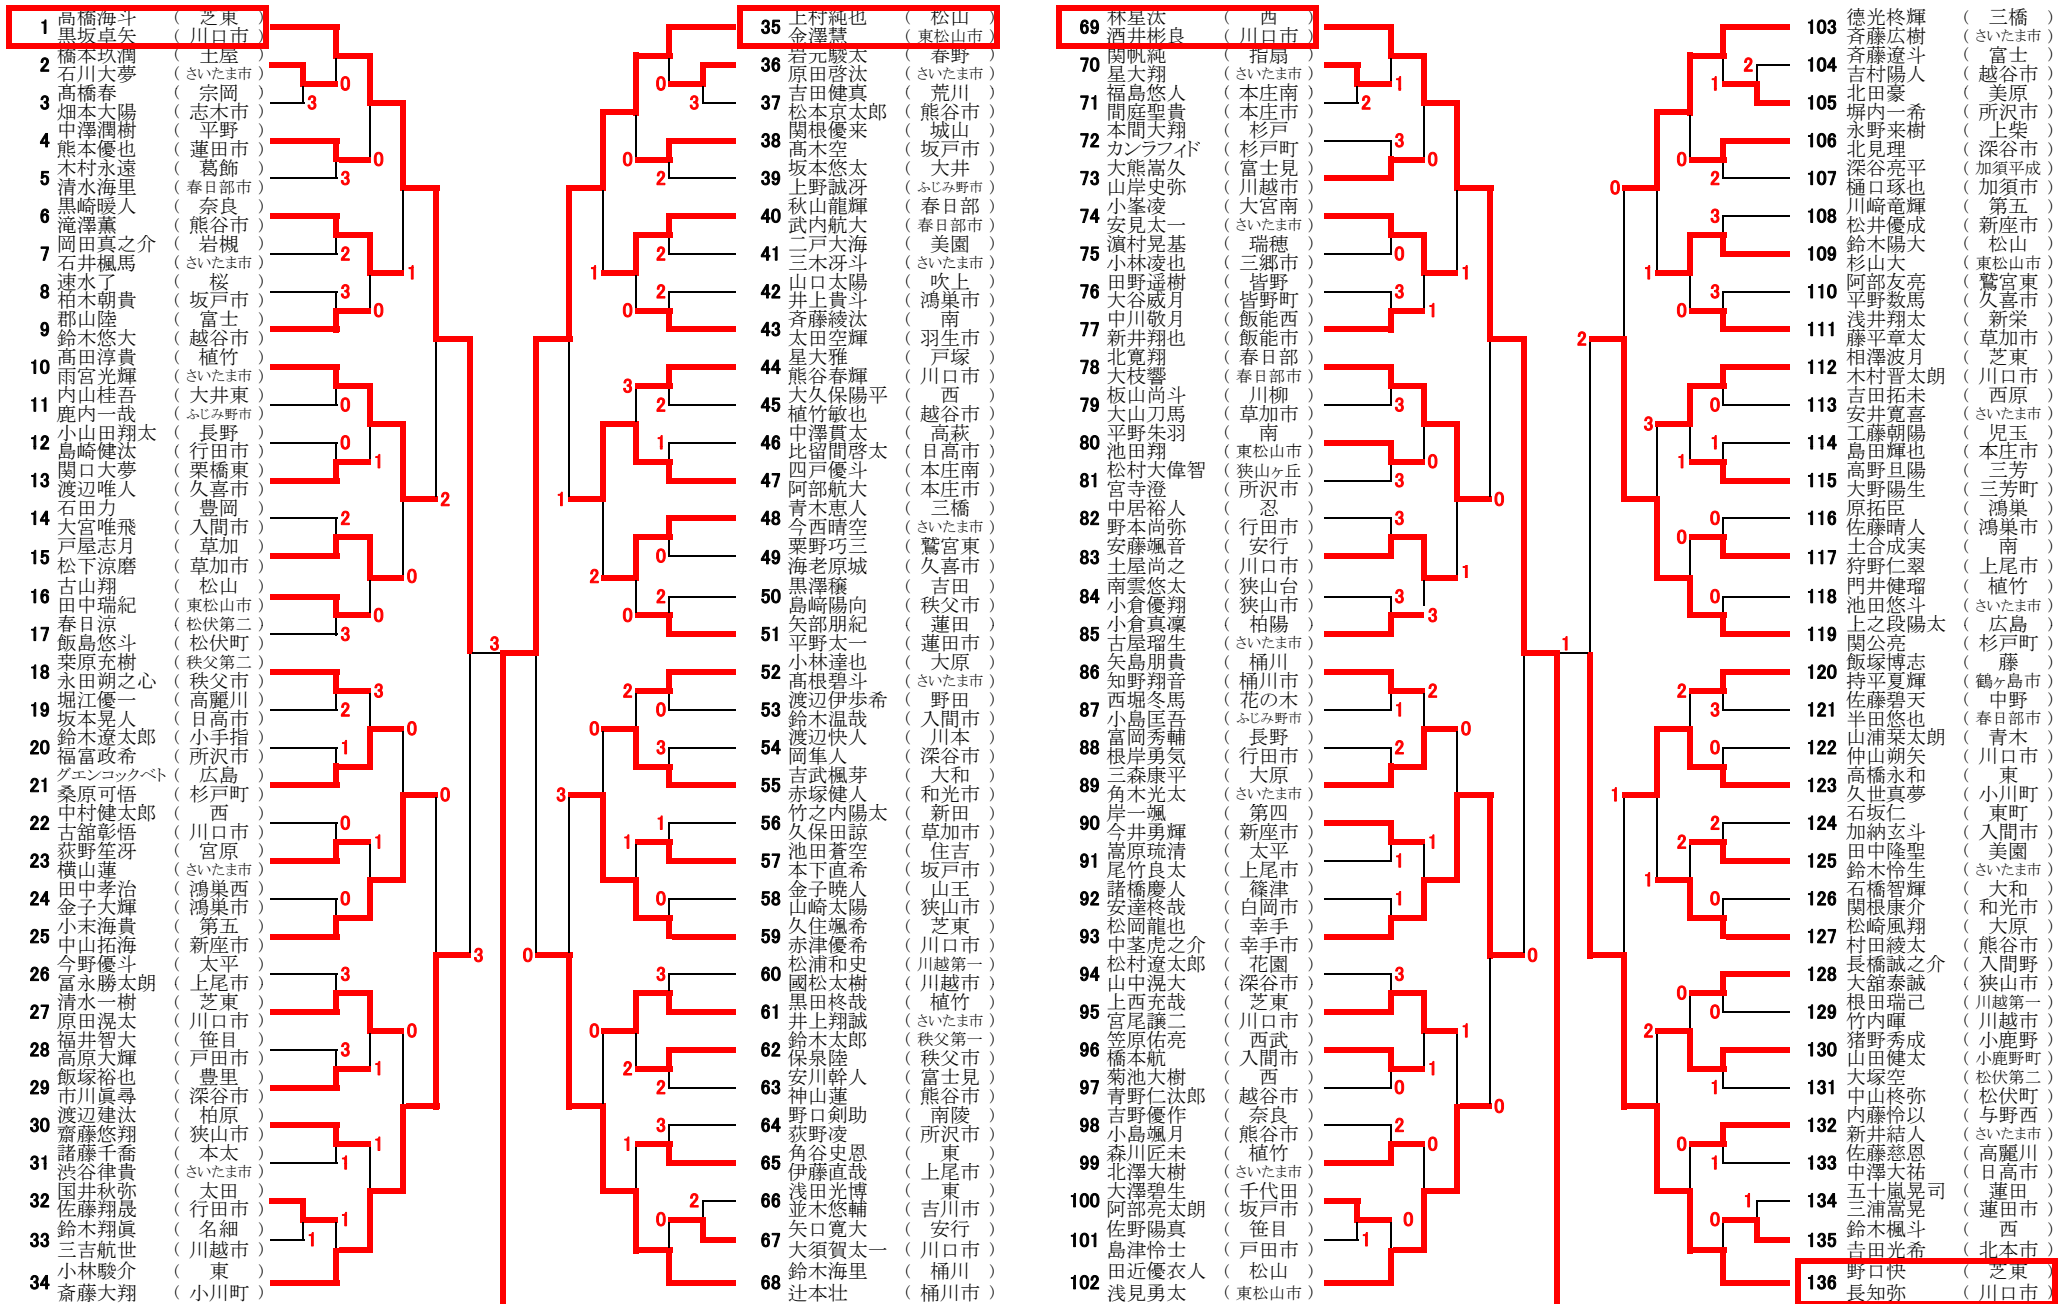 1 高橋海斗 ( 芝東 )
黒坂卓矢 ( 川口市 )
2 橋本玖潤 ( 土屋 )
石川大夢 ( さいたま市 )
3 高橋春 ( 宗岡 )
畑本大陽 ( 志木市 )
4 中澤潤樹 ( 平野 )
熊本優也 ( 蓮田市 )
5 木村永遠 ( 葛飾 )
清水海里 ( 春日部市 )
6 黒崎暖人 ( 奈良 )
滝澤薫 ( 熊谷市 )
7 岡田真之介 ( 岩槻 )
石井楓馬 ( さいたま市 )
8 速水了 ( 桜 )
柏木朝貴 ( 坂戸市 )
9 郡山陸 ( 富士 )
鈴木悠大 ( 越谷市 )
10 髙田淳貴 ( 植竹 )
雨宮光輝 ( さいたま市 )
11 内山桂吾 ( 大井東 )
鹿内一哉 ( ふじみ野市 )
12 小山田翔太 ( 長野 )
島崎健汰 ( 行田市 )
13 関口大夢 ( 栗橋東 )
渡辺唯人 ( 久喜市 )
14 石田力 ( 豊岡 )
大宮唯飛 ( 入間市 )
15 戸屋志月 ( 草加 )
松下涼磨 ( 草加市 )
16 古山翔 ( 松山 )
田中瑞紀 ( 東松山市 )
17 春日涼 ( 松伏第二 )
飯島悠斗 ( 松伏町 )
18 栞原充樹 ( 秩父第二 )
永田朔之心 ( 秩父市 )
19 堀江優一 ( 高麗川 )
坂本晃人 ( 日高市 )
20 鈴木遼太郎 ( 小手指 )
福富政希 ( 所沢市 )
21 グエンコックベト ( 広島 )
桑原可悟 ( 杉戸町 )
22 中村健太郎 ( 西 )
古舘彰悟 ( 川口市 )
23 荻野笙冴 ( 宮原 )
横山蓮 ( さいたま市 )
24 田中孝治 ( 鴻巣西 )
金子大輝 ( 鴻巣市 )
25 小末海貴 ( 第五 )
中山拓海 ( 新座市 )
26 今野優斗 ( 太平 )
冨永勝太朗 ( 上尾市 )
27 清水一樹 ( 芝東 )
原田滉太 ( 川口市 )
28 福井智大 ( 笹目 )
高原大輝 ( 戸田市 )
29 飯塚裕也 ( 豊里 )
市川眞尋 ( 深谷市 )
30 渡辺建汰 ( 柏原 )
齋藤悠翔 ( 狭山市 )
31 諸藤千裔 ( 本太 )
渋谷律貴 ( さいたま市 )
32 国井秋弥 ( 太田 )
佐藤翔晟 ( 行田市 )
33 鈴木翔眞 ( 名細 )
三吉航世 ( 川越市 )
34 小林駿介 ( 東 )
斎藤大翔 ( 小川町 )
35 上村純也 ( 松山 )
金澤慧 ( 東松山市 )
36 岩元駿太 ( 春野 )
原田啓汰 ( さいたま市 )
37 吉田健真 ( 荒川 )
松本京太郎 ( 熊谷市 )
38 関根優来 ( 城山 )
髙木空 ( 坂戸市 )
39 坂本悠太 ( 大井 )
上野誠冴 ( ふじみ野市 )
40 秋山龍輝 ( 春日部 )
武内航大 ( 春日部市 )
41 二戸大海 ( 美園 )
三木冴斗 ( さいたま市 )
42 山口太陽 ( 吹上 )
井上貴斗 ( 鴻巣市 )
43 斉藤綾汰 ( 南 )
太田空輝 ( 羽生市 )
44 星大雅 ( 戸塚 )
熊谷春輝 ( 川口市 )
45 大久保陽平 ( 西 )
植竹敏也 ( 越谷市 )
46 中澤貫太 ( 高萩 )
比留間啓太 ( 日高市 )
47 四戸優斗 ( 本庄南 )
阿部航大 ( 本庄市 )
48 青木恵人 ( 三橋 )
今西晴空 ( さいたま市 )
49 粟野巧三 ( 鷲宮東 )
海老原城 ( 久喜市 )
50 黒澤穣 ( 吉田 )
島﨑陽向 ( 秩父市 )
51 矢部朋紀 ( 蓮田 )
平野太一 ( 蓮田市 )
52 小林達也 ( 大原 )
髙根碧斗 ( さいたま市 )
53 渡辺伊歩希 ( 野田 )
鈴木温哉 ( 入間市 )
54 渡辺快人 ( 川本 )
岡隼人 ( 深谷市 )
55 吉武楓芽 ( 大和 )
赤塚健人 ( 和光市 )
56 竹之内陽太 ( 新田 )
久保田諒 ( 草加市 )
57 池田蒼空 ( 住吉 )
本下直希 ( 坂戸市 )
58 金子暁人 ( 山王 )
山崎太陽 ( 狭山市 )
59 久住颯希 ( 芝東 )
赤津優希 ( 川口市 )
60 松浦和史 ( 川越第一 )
國松太樹 ( 川越市 )
61 黒田柊哉 ( 植竹 )
井上翔誠 ( さいたま市 )
62 鈴木太郎 ( 秩父第一 )
保泉陸 ( 秩父市 )
63 安川幹人 ( 富士見 )
神山蓮 ( 熊谷市 )
64 野口剣助 ( 南陵 )
荻野凌 ( 所沢市 )
65 角谷史恩 ( 東 )
伊藤直哉 ( 上尾市 )
66 浅田光博 ( 東 )
並木悠輔 ( 吉川市 )
67 矢口寛大 ( 安行 )
大須賀太一 ( 川口市 )
68 鈴木海里 ( 桶川 )
辻本壮 ( 桶川市 )
69 林星汰 ( 西 )
酒井彬良 ( 川口市 )
70 関帆純 ( 指扇 )
星大翔 ( さいたま市 )
71 福島悠人 ( 本庄南 )
間庭聖貴 ( 本庄市 )
72 本間大翔 ( 杉戸 )
カンラフィド ( 杉戸町 )
73 大熊嵩久 ( 富士見 )
山岸史弥 ( 川越市 )
74 小峯凌 ( 大宮南 )
安見太一 ( さいたま市 )
75 濵村晃基 ( 瑞穂 )
小林凌也 ( 三郷市 )
76 田野遥樹 ( 皆野 )
大谷威月 ( 皆野町 )
77 中川敬月 ( 飯能西 )
新井翔也 ( 飯能市 )
78 北寛翔 ( 春日部 )
大枝響 ( 春日部市 )
79 板山尚斗 ( 川柳 )
大山刀馬 ( 草加市 )
80 平野朱羽 ( 南 )
池田翔 ( 東松山市 )
81 松村大偉智 ( 狭山ヶ丘 )
宮寺澄 ( 所沢市 )
82 中居裕人 ( 忍 )
野本尚弥 ( 行田市 )
83 安藤颯音 ( 安行 )
土屋尚之 ( 川口市 )
84 南雲悠太 ( 狭山台 )
小倉優翔 ( 狭山市 )
85 小倉真凜 ( 柏陽 )
古屋瑠生 ( さいたま市 )
86 矢島朋貴 ( 桶川 )
知野翔音 ( 桶川市 )
87 西堀冬馬 ( 花の木 )
小島匡吾 ( ふじみ野市 )
88 富岡秀輔 ( 長野 )
根岸勇気 ( 行田市 )
89 三森康平 ( 大原 )
角木光太 ( さいたま市 )
90 岸一颯 ( 第四 )
今井勇輝 ( 新座市 )
91 嵩原琉清 ( 太平 )
尾竹良太 ( 上尾市 )
92 諸橋慶人 ( 篠津 )
安達柊哉 ( 白岡市 )
93 松岡龍也 ( 幸手 )
中茎虎之介 ( 幸手市 )
94 松村遼太郎 ( 花園 )
山中滉大 ( 深谷市 )
95 上西充哉 ( 芝東 )
宮尾譲二 ( 川口市 )
96 笠原佑亮 ( 西武 )
橋本航 ( 入間市 )
97 菊池大樹 ( 西 )
青野仁汰郎 ( 越谷市 )
98 吉野優作 ( 奈良 )
小島颯月 ( 熊谷市 )
99 森川匠未 ( 植竹 )
北澤大樹 ( さいたま市 )
100 大澤碧生 ( 千代田 )
阿部亮太朗 ( 坂戸市 )
101 佐野陽真 ( 笹目 )
島津怜士 ( 戸田市 )
102 田近優衣人 ( 松山 )
浅見勇太 ( 東松山市 )
103 德光柊輝 ( 三橋 )
斉藤広樹 ( さいたま市 )
104 斉藤遼斗 ( 富士 )
吉村陽人 ( 越谷市 )
105 北田豪 ( 美原 )
塀内一希 ( 所沢市 )
106 永野来樹 ( 上柴 )
北見理 ( 深谷市 )
107 深谷亮平 ( 加須平成 )
樋口琢也 ( 加須市 )
108 川﨑竜輝 ( 第五 )
松井優成 ( 新座市 )
109 鈴木陽大 ( 松山 )
杉山大 ( 東松山市 )
110 阿部友亮 ( 鷲宮東 )
平野数馬 ( 久喜市 )
111 浅井翔太 ( 新栄 )
藤平章太 ( 草加市 )
112 相澤波月 ( 芝東 )
木村晋太朗 ( 川口市 )
113 吉田拓未 ( 西原 )
安井寛喜 ( さいたま市 )
114 工藤朝陽 ( 児玉 )
島田輝也 ( 本庄市 )
115 高野旦陽 ( 三芳 )
大野陽生 ( 三芳町 )
116 原拓臣 ( 鴻巣 )
佐藤晴人 ( 鴻巣市 )
117 土合成実 ( 南 )
狩野仁翠 ( 上尾市 )
118 門井健瑠 ( 植竹 )
池田悠斗 ( さいたま市 )
119 上之段陽太 ( 広島 )
関公亮 ( 杉戸町 )
120 飯塚博志 ( 藤 )
持平夏輝 ( 鶴ヶ島市 )
121 佐藤碧天 ( 中野 )
半田悠也 ( 春日部市 )
122 山浦栞太朗 ( 青木 )
仲山朔矢 ( 川口市 )
123 高橋永和 ( 東 )
久世真夢 ( 小川町 )
124 石坂仁 ( 東町 )
加納玄斗 ( 入間市 )
125 田中隆聖 ( 美園 )
鈴木怜生 ( さいたま市 )
126 石橋智輝 ( 大和 )
関根康介 ( 和光市 )
127 松崎風翔 ( 大原 )
村田綾太 ( 熊谷市 )
128 長橋誠之介 ( 入間野 )
大舘泰誠 ( 狭山市 )
129 根田瑞己 ( 川越第一 )
竹内暉 ( 川越市 )
130 猪野秀成 ( 小鹿野 )
山田健太 ( 小鹿野町 )
131 大塚空 ( 松伏第二 )
中山柊弥 ( 松伏町 )
132 内藤怜以 ( 与野西 )
新井結人 ( さいたま市 )
133 佐藤慈恩 ( 高麗川 )
中澤大祐 ( 日高市 )
134 五十嵐晃司 ( 蓮田 )
三浦嵩晃 ( 蓮田市 )
135 鈴木楓斗 ( 西 )
吉田光希 ( 北本市 )
136 野口快 ( 芝東 )
長知弥 ( 川口市 )